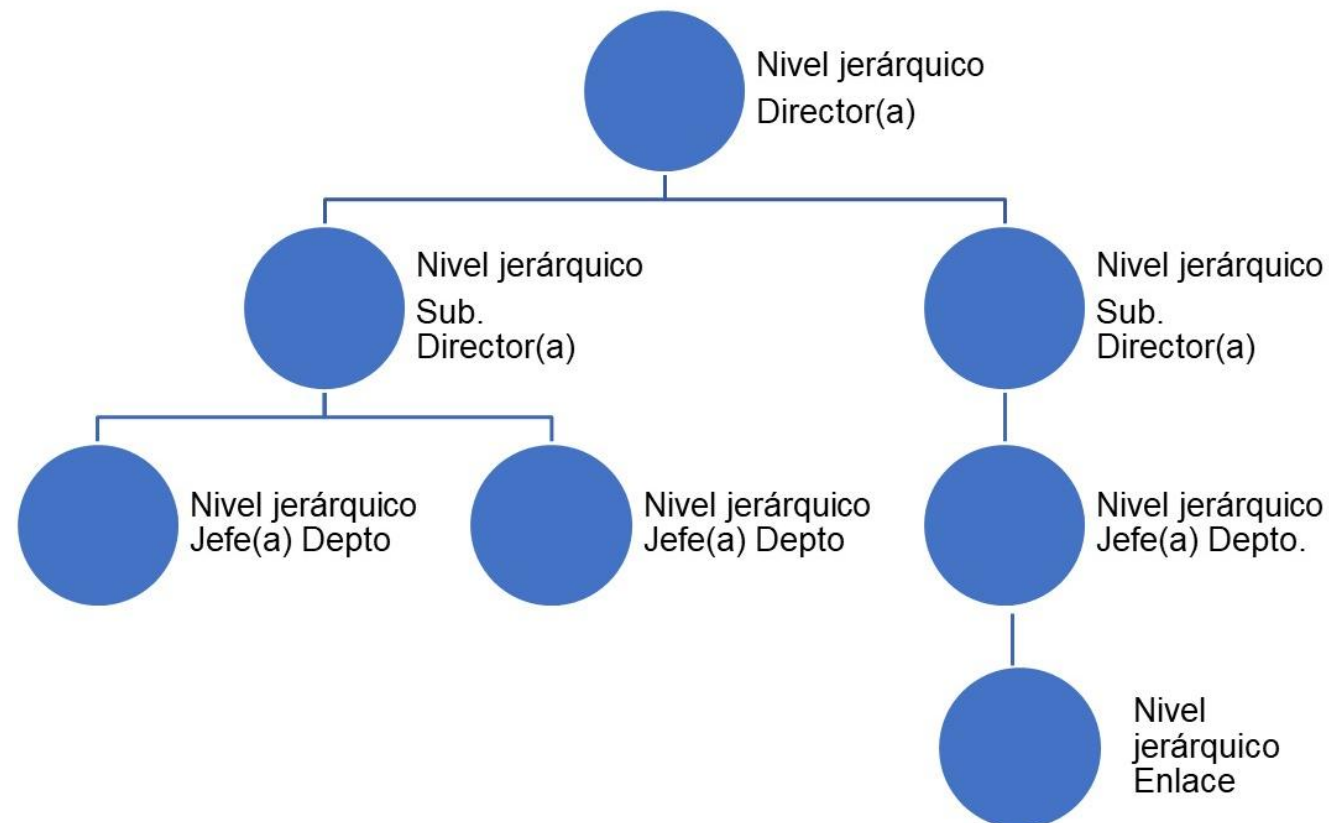 Nivel jerárquico
Director(a)
Nivel jerárquico
Sub.
Director(a)
Nivel jerárquico
Sub.
Director(a)
Nivel jerárquico
Jefe(a) Depto
Nivel jerárquico
Jefe(a) Depto
Nivel jerárquico
Jefe(a) Depto.
Nivel
jerárquico
Enlace